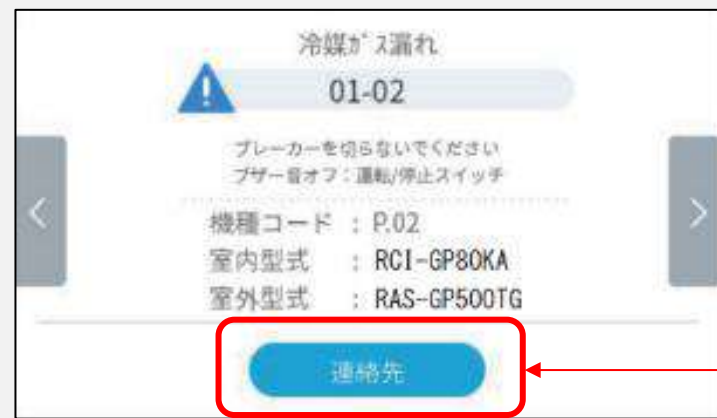 冷媒ｶﾞｽ漏れ
01-02
ブレーカーを切らないでください
ブザー音オフ：運転/停止スイッチ
機種コード : P.02
室内型式 : RCI-GP80KA
室外型式 : RAS-GP500TG
連絡先